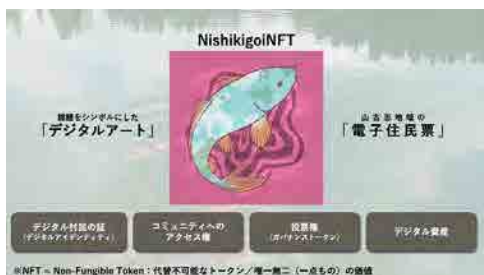 NishikigoiNFT
錦鯉をシンボルにした
「デジタルアート」
山古志地域の
「電子住民票」
デジタル村民の証
(デジタルアイデンティティ)
コミュニティへの
アクセス権
投票権
(ガバナンストークン)
デジタル資産
※NFT = Non-Fungible Token:代替不可能なトークン／唯一無二(一点もの)の価値